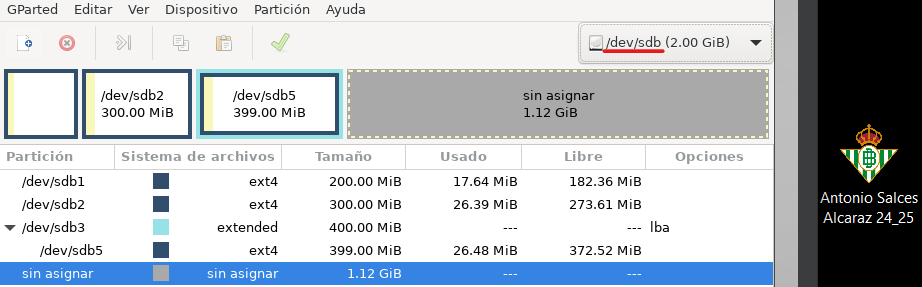 GParted Editar Ver Dispositivo Partición Ayuda
/dev/sdb (2.00 GiB)
/dev/sdb2
300.00 MiB
/dev/sdb5
399.00 MiB
sin asignar
1.12 GiB
Partición Sistema de archivos Tamaño Usado Libre Opciones
/dev/sdb1 ext4 200.00 MiB 17.64 MiB 182.36 MiB
/dev/sdb2 ext4 300.00 MiB 26.39 MiB 273.61 MiB
/dev/sdb3 extended 400.00 MiB --- --- lba
/dev/sdb5 ext4 399.00 MiB 26.48 MiB 372.52 MiB
sin asignar sin asignar 1.12 GiB --- ---
Antonio Salces
Alcaraz 24_25